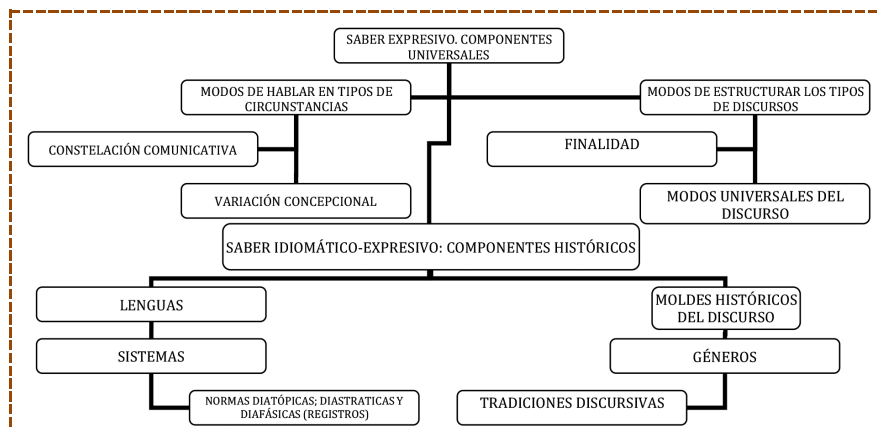 SABER EXPRESIVO. COMPONENTES
UNIVERSALES
MODOS DE HABLAR EN TIPOS DE
CIRCUNSTANCIAS
MODOS DE ESTRUCTURAR LOS TIPOS
DE DISCURSOS
CONSTELACIÓN COMUNICATIVA
FINALIDAD
VARIACIÓN CONCEPCIONAL
MODOS UNIVERSALES DEL
DISCURSO
SABER IDIOMÁTICO-EXPRESIVO: COMPONENTES HISTÓRICOS
LENGUAS
MOLDES HISTÓRICOS
DEL DISCURSO
SISTEMAS
GÉNEROS
NORMAS DIATÓPICAS; DIASTRATICAS Y
DIAFÁSICAS (REGISTROS)
TRADICIONES DISCURSIVAS